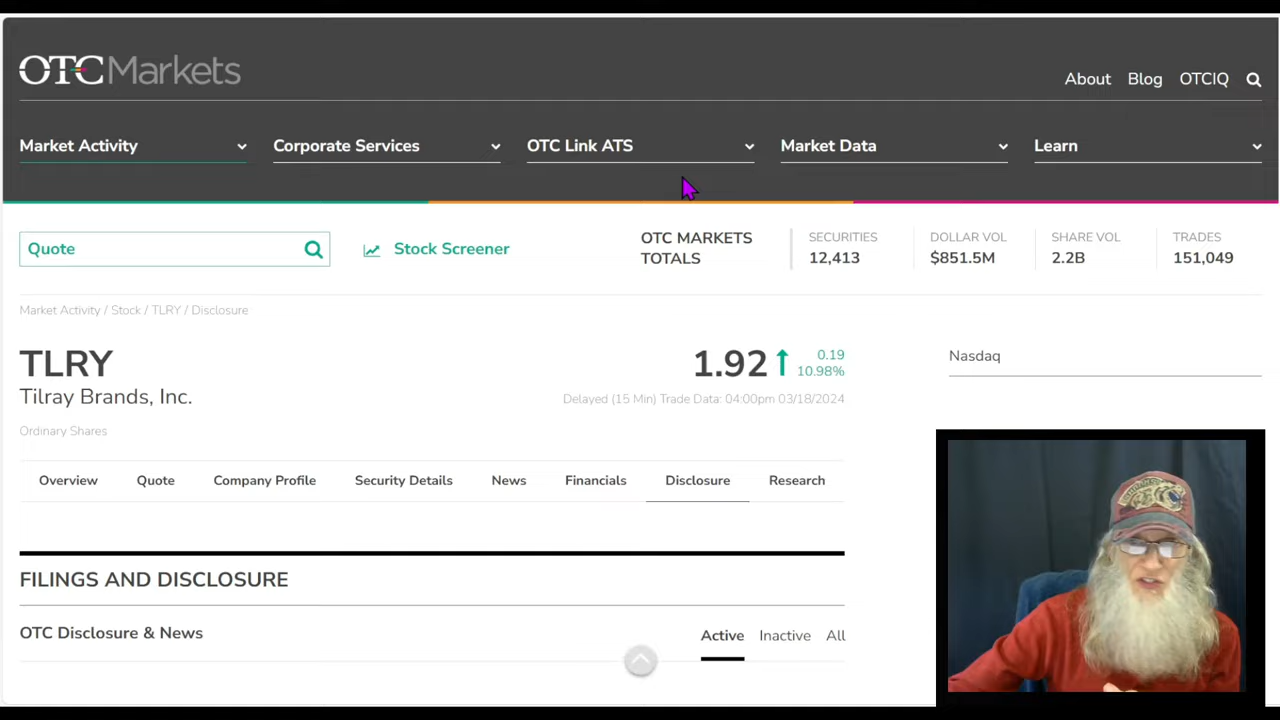 OTCMarkets
About Blog OTCIQ
Market Activity Corporate Services OTC Link ATS Market Data Learn
Quote
Stock Screener
OTC MARKETS TOTALS
SECURITIES
12,413
DOLLAR VOL
$851.5M
SHARE VOL
2.2B
TRADES
151,049
Market Activity / Stock / TLRY / Disclosure
TLRY
1.92 0.19
10.98%
Nasdaq
Tilray Brands, Inc.
Delayed (15 Min) Trade Data: 04:00pm 03/18/2024
Ordinary Shares
Overview Quote Company Profile Security Details News Financials Disclosure Research
FILINGS AND DISCLOSURE
OTC Disclosure & News
Active Inactive All